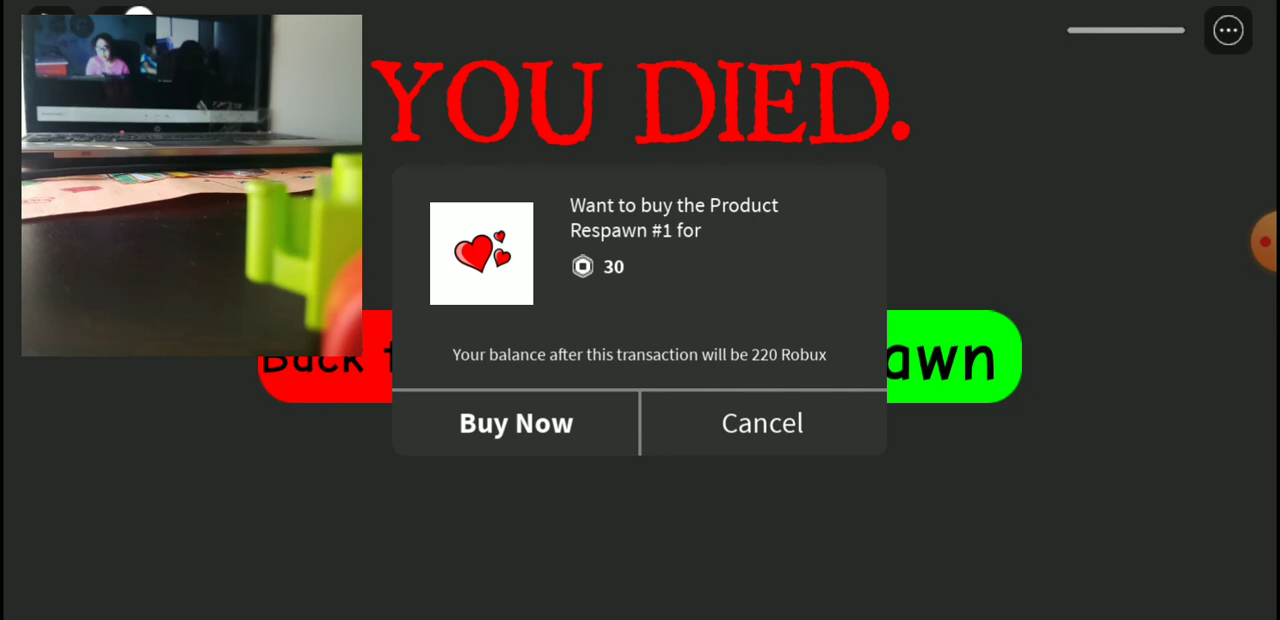 YOU DIED.
Want to buy the Product
Respawn #1 for
30
Your balance after this transaction will be 220 Robux
Buy Now
Cancel